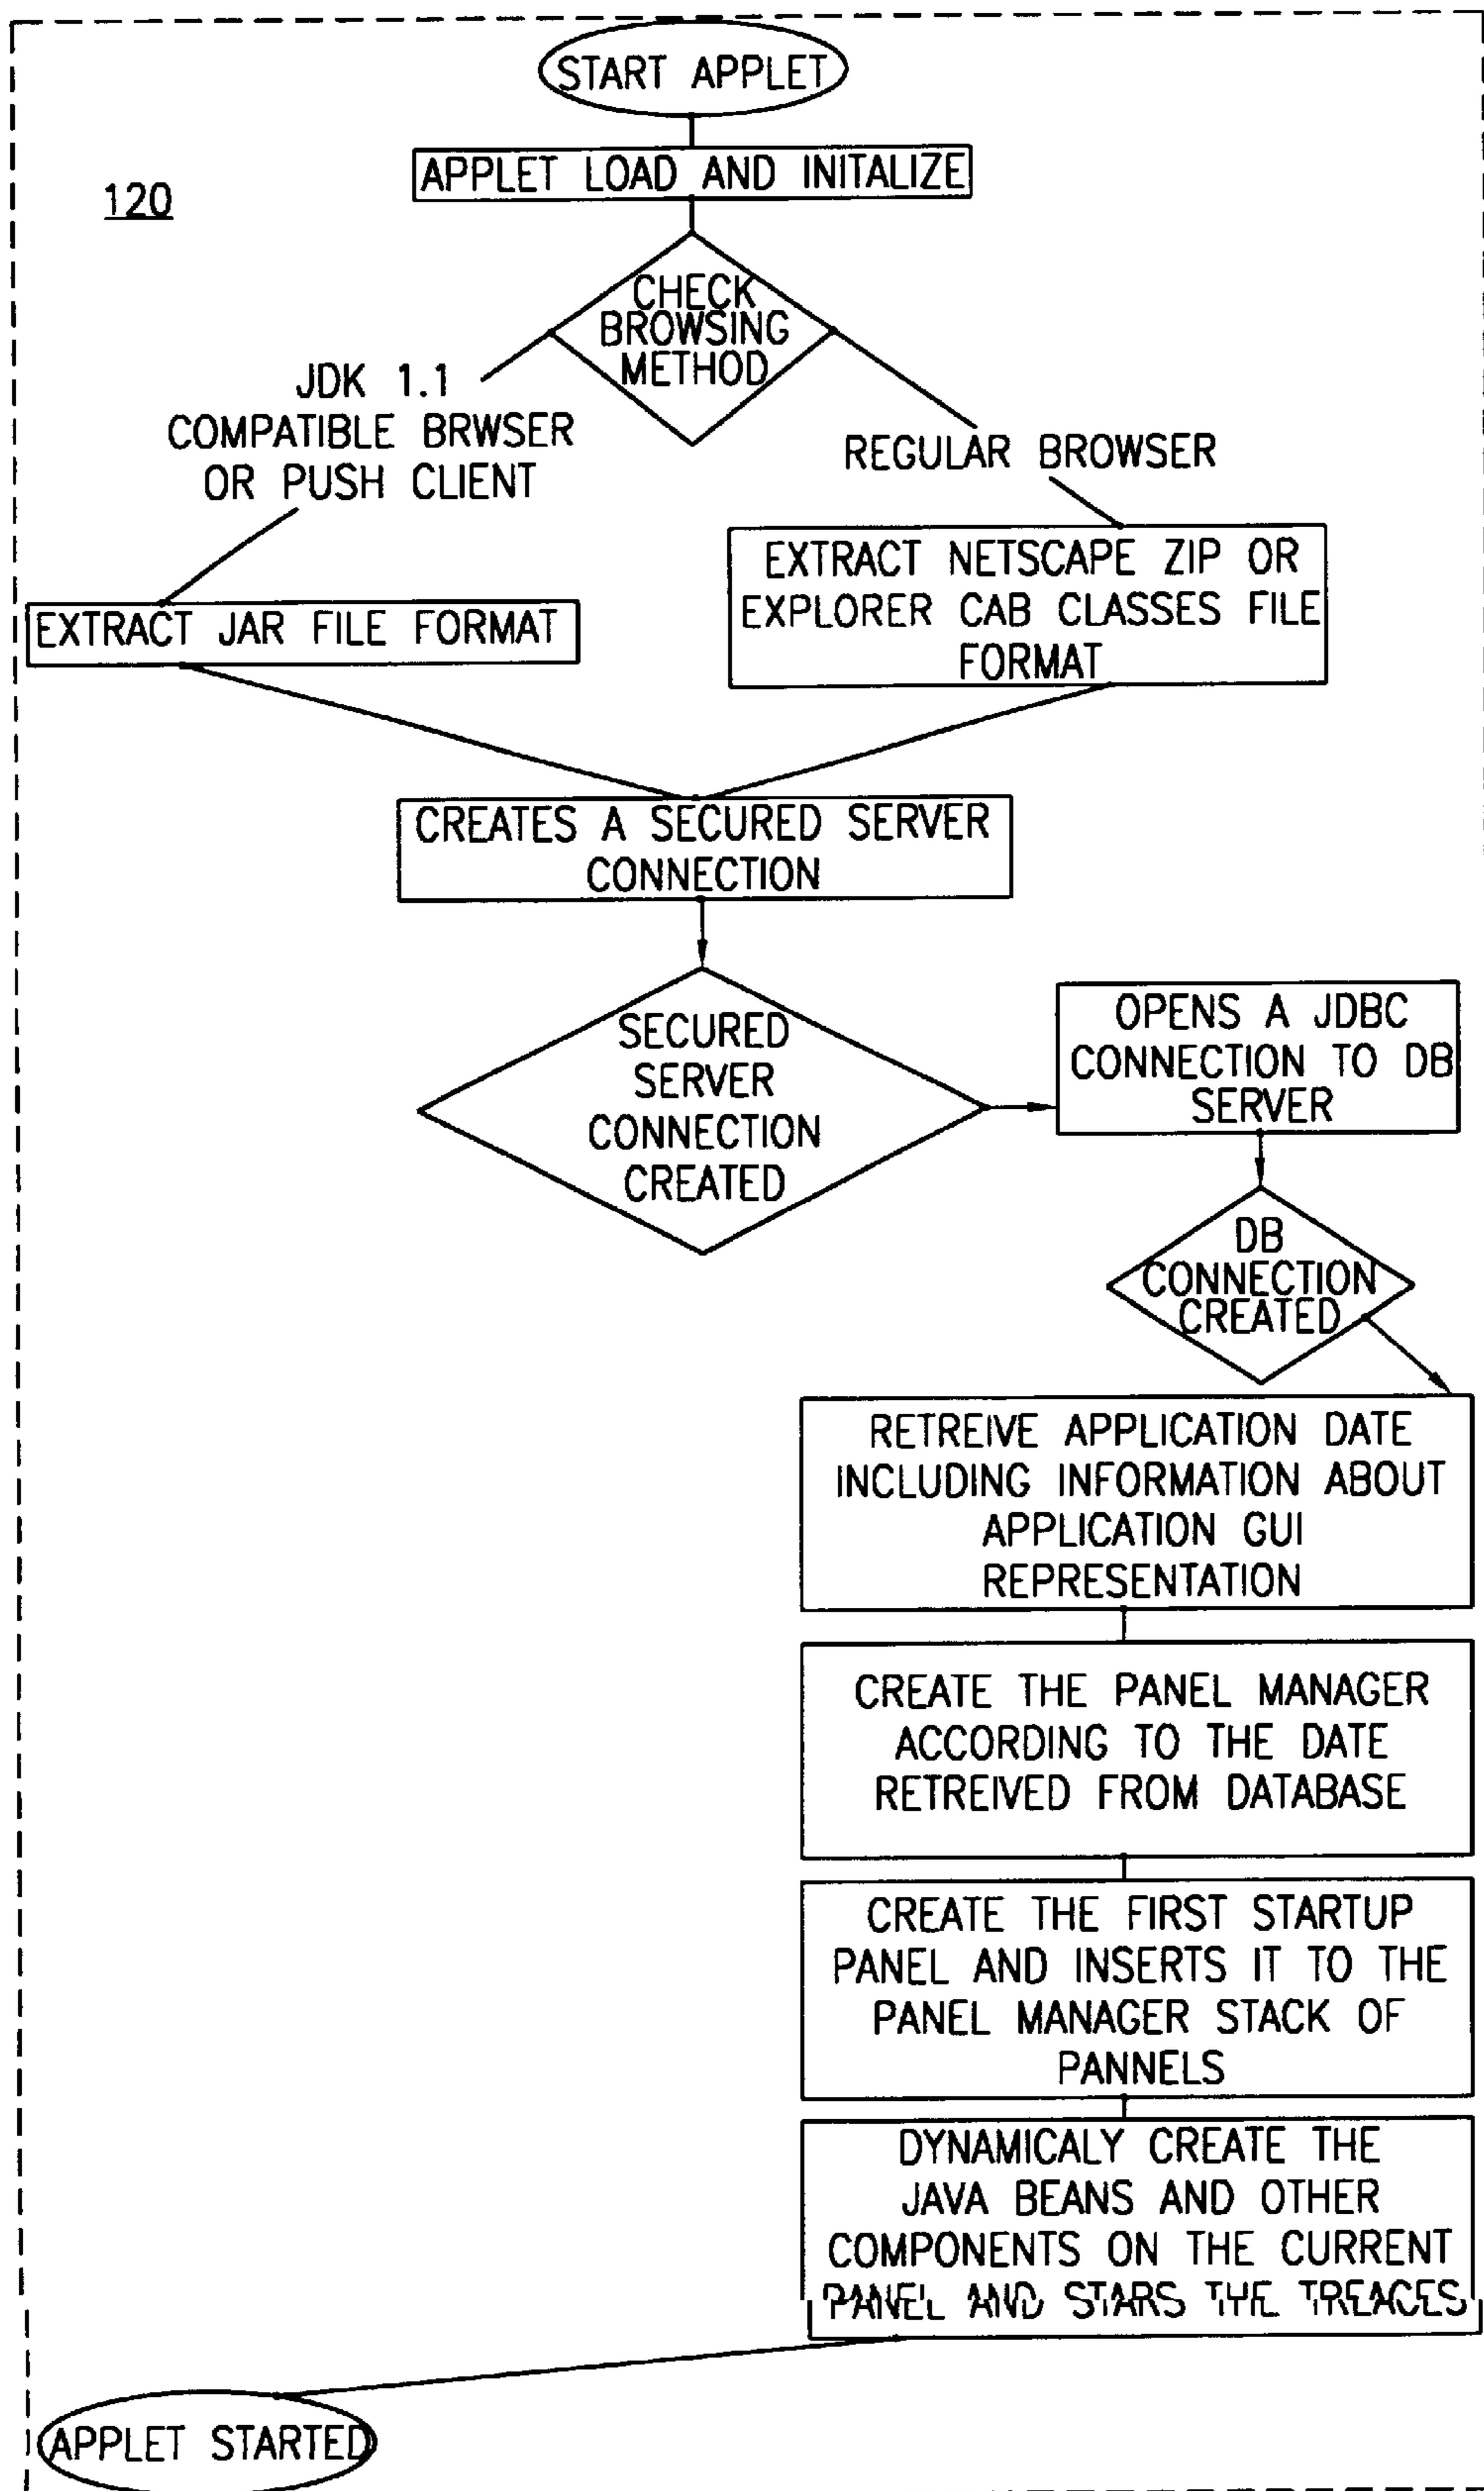 START APPLET
APPLET LOAD AND INITALIZE
120
CHECK
BROWSING
METHOD
JDK 1.1
COMPATIBLE BRWSER
OR PUSH CLIENT
REGULAR BROWSER
EXTRACT JAR FILE FORMAT
EXTRACT NETSCAPE ZIP OR
EXPLORER CAB CLASSES FILE
FORMAT
CREATES A SECURED SERVER
CONNECTION
SECURED
SERVER
CONNECTION
CREATED
OPENS A JDBC
CONNECTION TO DB
SERVER
DB
CONNECTION
CREATED
RETREIVE APPLICATION DATE
INCLUDING INFORMATION ABOUT
APPLICATION GUI
REPRESENTATION
CREATE THE PANEL MANAGER
ACCORDING TO THE DATE
RETREIVED FROM DATABASE
CREATE THE FIRST STARTUP
PANEL AND INSERTS IT TO THE
PANEL MANAGER STACK OF
PANNELS
DYNAMICALY CREATE THE
JAVA BEANS AND OTHER
COMPONENTS ON THE CURRENT
PANEL AND STARS THE
APPLET STARTED